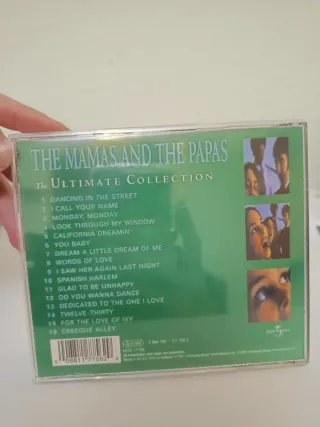 THE MAMAS AND THE PAPAS
The ULTIMATE COLLECTION
1 DANCING IN THE STREET
2 I CALL YOUR NAME
3 MONDAY, MONDAY
4 LOOK THROUGH MY WINDOW
5 CALIFORNIA DREAMIN'
6 YOU BABY
7 DREAM A LITTLE DREAM OF ME
8 WORDS OF LOVE
9 I SAW HER AGAIN LAST NIGHT
10 SPANISH HARLEM
11 GLAD TO BE UNHAPPY
12 DO YOU WANNA DANCE
13 DEDICATED TO THE ONE I LOVE
14 TWELVE-THIRTY
15 FOR THE LOVE OF IVY
16 CREEQUE ALLEY
UNIVERSAL